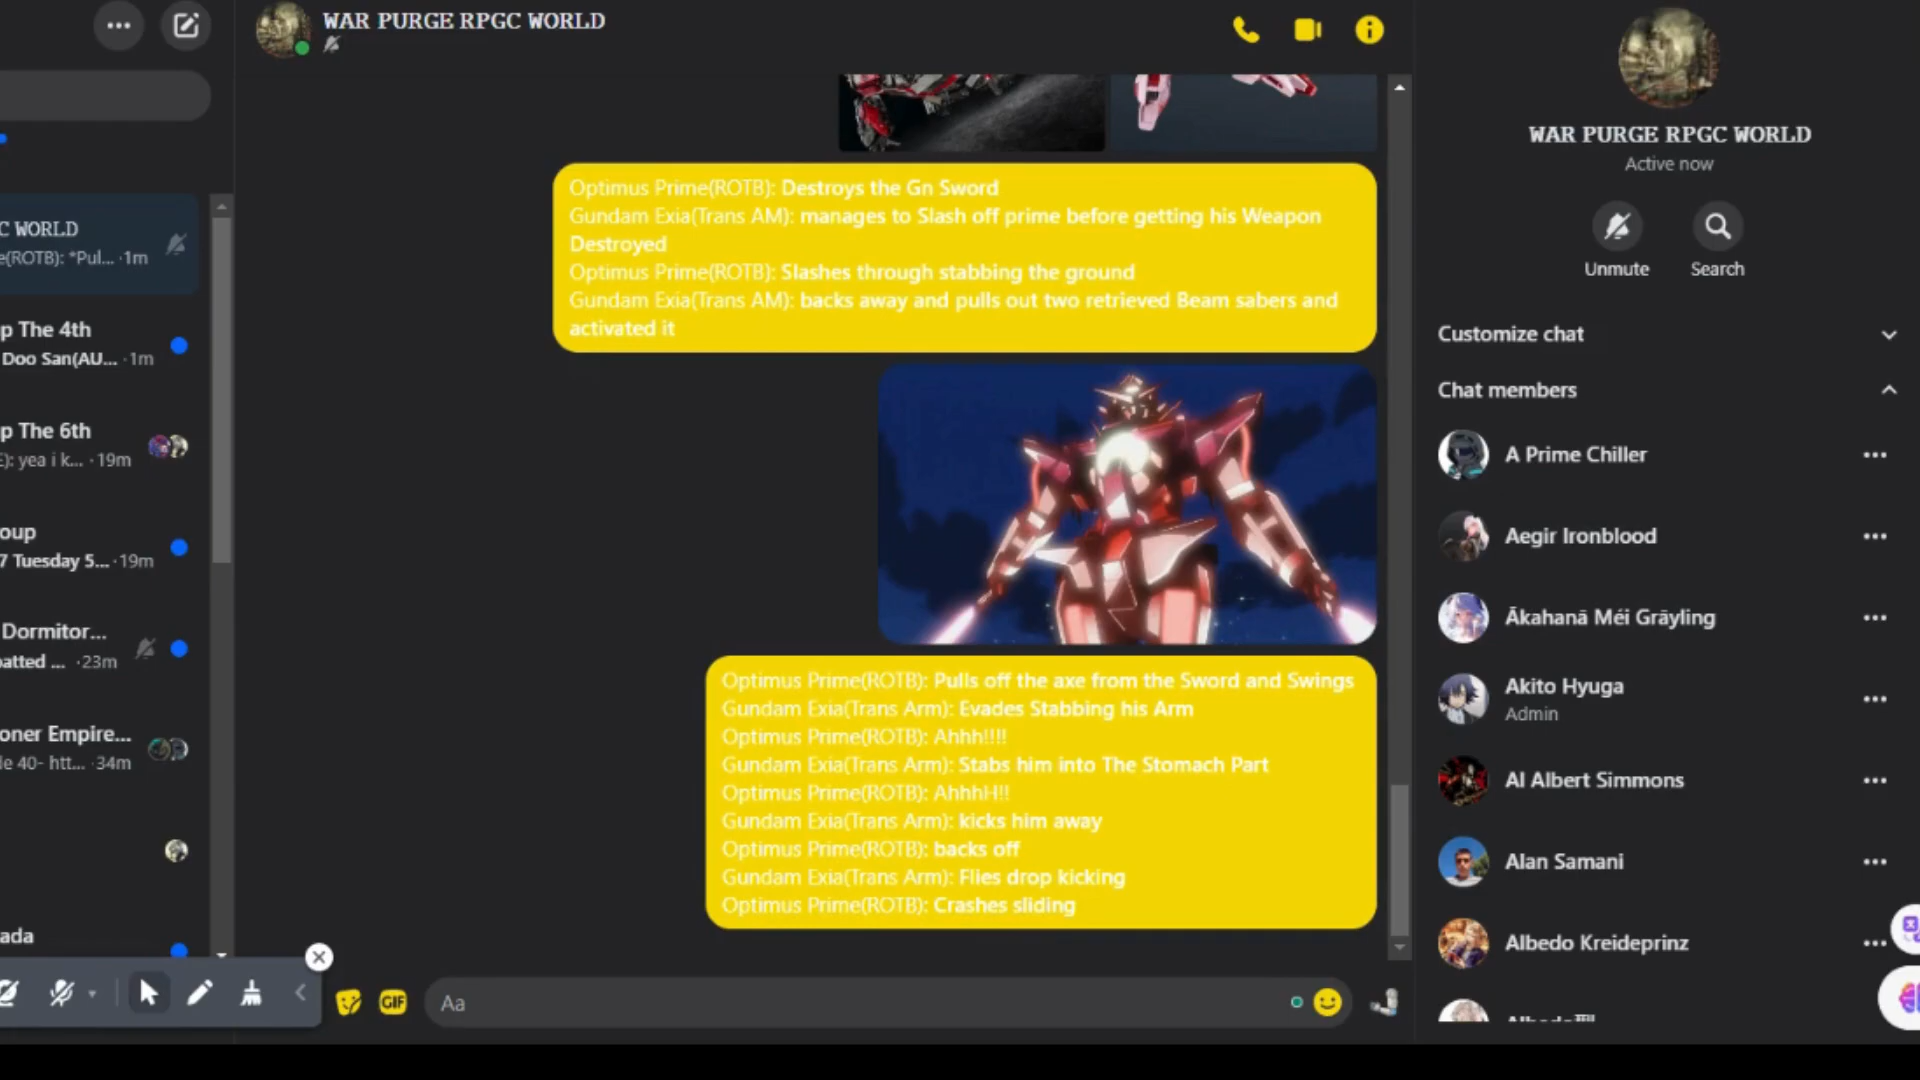 WAR PURGE RPGC WORLD
Optimus Prime(ROTB): Destroys the Gn Sword
Gundam Exia(Trans AM): manages to Slash off prime before getting his Weapon
Destroyed
Optimus Prime(ROTB): Slashes through stabbing the ground
Gundam Exia(Trans AM): backs away and pulls out two retrieved Beam sabers and
activated it
Optimus Prime(ROTB): Pulls off the axe from the Sword and Swings
Gundam Exia(Trans Arm): Evades Stabbing his Arm
Optimus Prime(ROTB): Ahhh!!!!
Gundam Exia(Trans Arm): Stabs him into The Stomach Part
Optimus Prime(ROTB): AhhhH!!
Gundam Exia(Trans Arm): kicks him away
Optimus Prime(ROTB): backs off
Gundam Exia(Trans Arm): Flies drop kicking
Optimus Prime(ROTB): Crashes sliding
GIF
Aa
C WORLD
e(ROTB): *Pul... · 1m
p The 4th
Doo San(AU... · 1m
p The 6th
E): yea i k... · 19m
oup
7 Tuesday 5... · 19m
Dormitor...
patted ... · 23m
oner Empire...
le 40- htt... · 34m
ada
WAR PURGE RPGC WORLD
Active now
Unmute
Search
Customize chat
Chat members
A Prime Chiller
Aegir Ironblood
Ākahanā Méi Grāyling
Akito Hyuga
Admin
Al Albert Simmons
Alan Samani
Albedo Kreideprinz